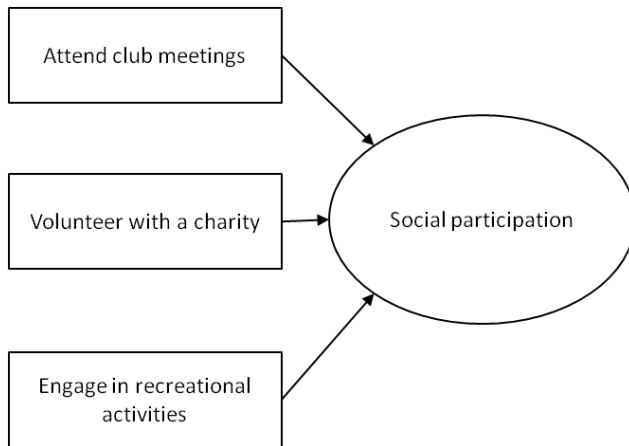 Attend club meetings
Volunteer with a charity
Social participation
Engage in recreational
activities